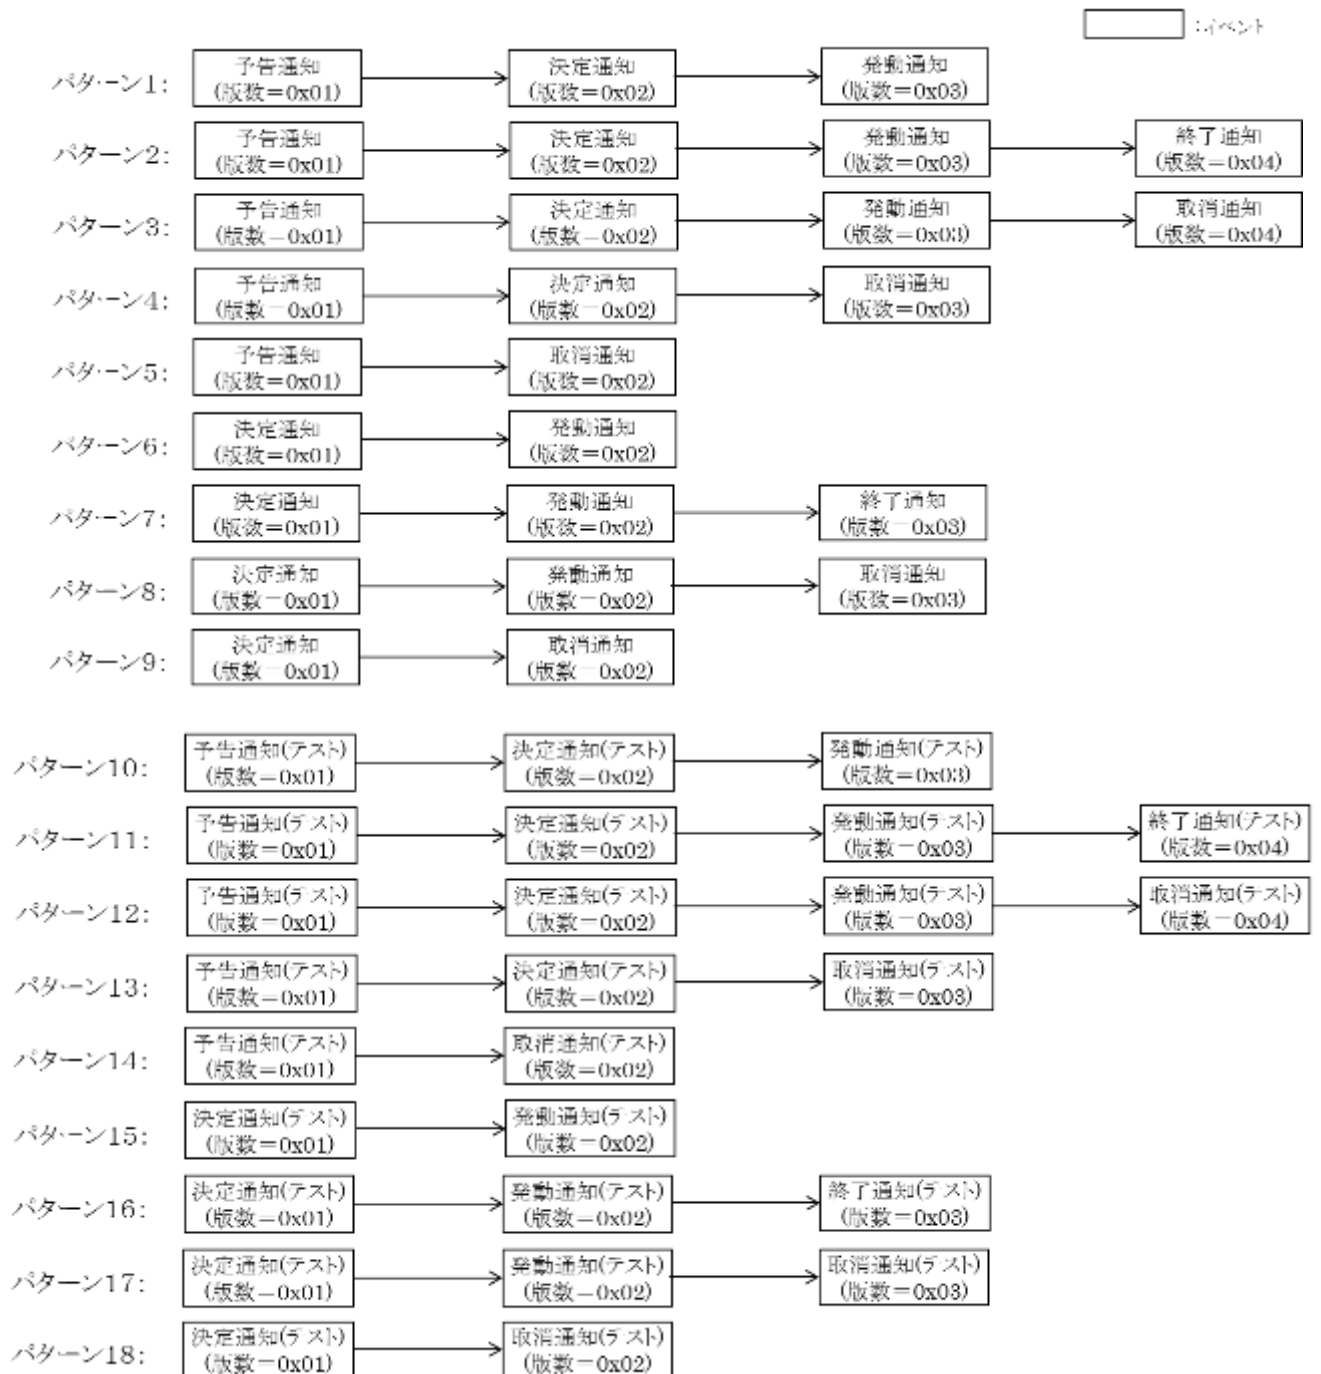 :イベント
パターン1: 予告通知 決定通知 発動通知
(版数=0x01) (版数=0x02) (版数=0x03)
パターン2: 予告通知 決定通知 発動通知 終了通知
(版数=0x01) (版数=0x02) (版数=0x03) (版数=0x04)
パターン3: 予告通知 決定通知 発動通知 取消通知
(版数=0x01) (版数=0x02) (版数=0x03) (版数=0x04)
パターン4: 予告通知 決定通知 取消通知
(版数=0x01) (版数=0x02) (版数=0x03)
パターン5: 予告通知 取消通知
(版数=0x01) (版数=0x02)
パターン6: 決定通知 発動通知
(版数=0x01) (版数=0x02)
パターン7: 決定通知 発動通知 終了通知
(版数=0x01) (版数=0x02) (版数=0x03)
パターン8: 決定通知 発動通知 取消通知
(版数=0x01) (版数=0x02) (版数=0x03)
パターン9: 決定通知 取消通知
(版数=0x01) (版数=0x02)
パターン10: 予告通知(テスト) 決定通知(テスト) 発動通知(テスト)
(版数=0x01) (版数=0x02) (版数=0x03)
パターン11: 予告通知(テスト) 決定通知(テスト) 発動通知(テスト) 終了通知(テスト)
(版数=0x01) (版数=0x02) (版数=0x03) (版数=0x04)
パターン12: 予告通知(テスト) 決定通知(テスト) 発動通知(テスト) 取消通知(テスト)
(版数=0x01) (版数=0x02) (版数=0x03) (版数=0x04)
パターン13: 予告通知(テスト) 決定通知(テスト) 取消通知(テスト)
(版数=0x01) (版数=0x02) (版数=0x03)
パターン14: 予告通知(テスト) 取消通知(テスト)
(版数=0x01) (版数=0x02)
パターン15: 決定通知(テスト) 発動通知(テスト)
(版数=0x01) (版数=0x02)
パターン16: 決定通知(テスト) 発動通知(テスト) 終了通知(テスト)
(版数=0x01) (版数=0x02) (版数=0x03)
パターン17: 決定通知(テスト) 発動通知(テスト) 取消通知(テスト)
(版数=0x01) (版数=0x02) (版数=0x03)
パターン18: 決定通知(テスト) 取消通知(テスト)
(版数=0x01) (版数=0x02)